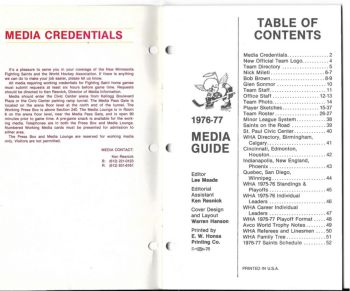 MEDIA CREDENTIALS
It's a pleasure to serve you in your coverage of the New Minnesota
Fighting Saints and the World Hockey Association. If there is anything
we can do to make your job easier, please let us know.
All media requiring working credentials for Fighting Saint home games
must submit requests at least six hours before game time. Requests
should be directed to Ken Resnick, Director of Media Information.
Media should enter the Civic Center arena from Kellogg Boulevard
Plaza or the Civic Center parking ramp tunnel. The Media Pass Gate is
located on the arena floor level at the north end of the tunnel. The
Working Press Box is above Section 240. The Media Lounge is in Room
on the arena floor level, near the Media Pass Gate, and is open 90
minutes prior to game time. A pre-game snack is available for the work-
ing media. Telephones are in both the Press Box and Media Lounge.
Numbered Working Media cards must be presented for admission to
either area.
The Press Box and Media Lounge are reserved for working media
only. Visitors are not permitted.
MEDIA CONTACT:
Ken Resnick
1976-77
MEDIA
GUIDE
Editor
Lee Meade
Editorial
Assistant
Ken Resnick
Cover Design
and Layout
Warren Hanson
Printed by
E. W. Honsa
Printing Co.
TABLE OF
CONTENTS
Media Credentials 2
New Official Team Logo 4
Team Directory 5
Nick Mileti 6-7
Bob Brown 8-9
Glen Sonmor 10
Team Staff 11
Office Staff 12-13
Team Photo 14
Player Sketches 15-37
Team Roster 26-27
Minor League System 38
Saints on the Road 39
St. Paul Civic Center 40
WHA Directory, Birmingham,
Calgary 41
Cincinnati, Edmonton,
Houston 42
Indianapolis, New England,
Phoenix 43
Quebec, San Diego,
Winnipeg 44
WHA 1975-76 Standings &
Playoffs 45
WHA 1975-76 Individual
Leaders 46
WHA Career Individual
Leaders 47
WHA 1976-77 Playoff Format 48
Avco World Trophy Notes 49
WHA Referees and Linesmen 50
WHA Family Tree 51
1976-77 Saints Schedule 52
PRINTED IN U.S.A.